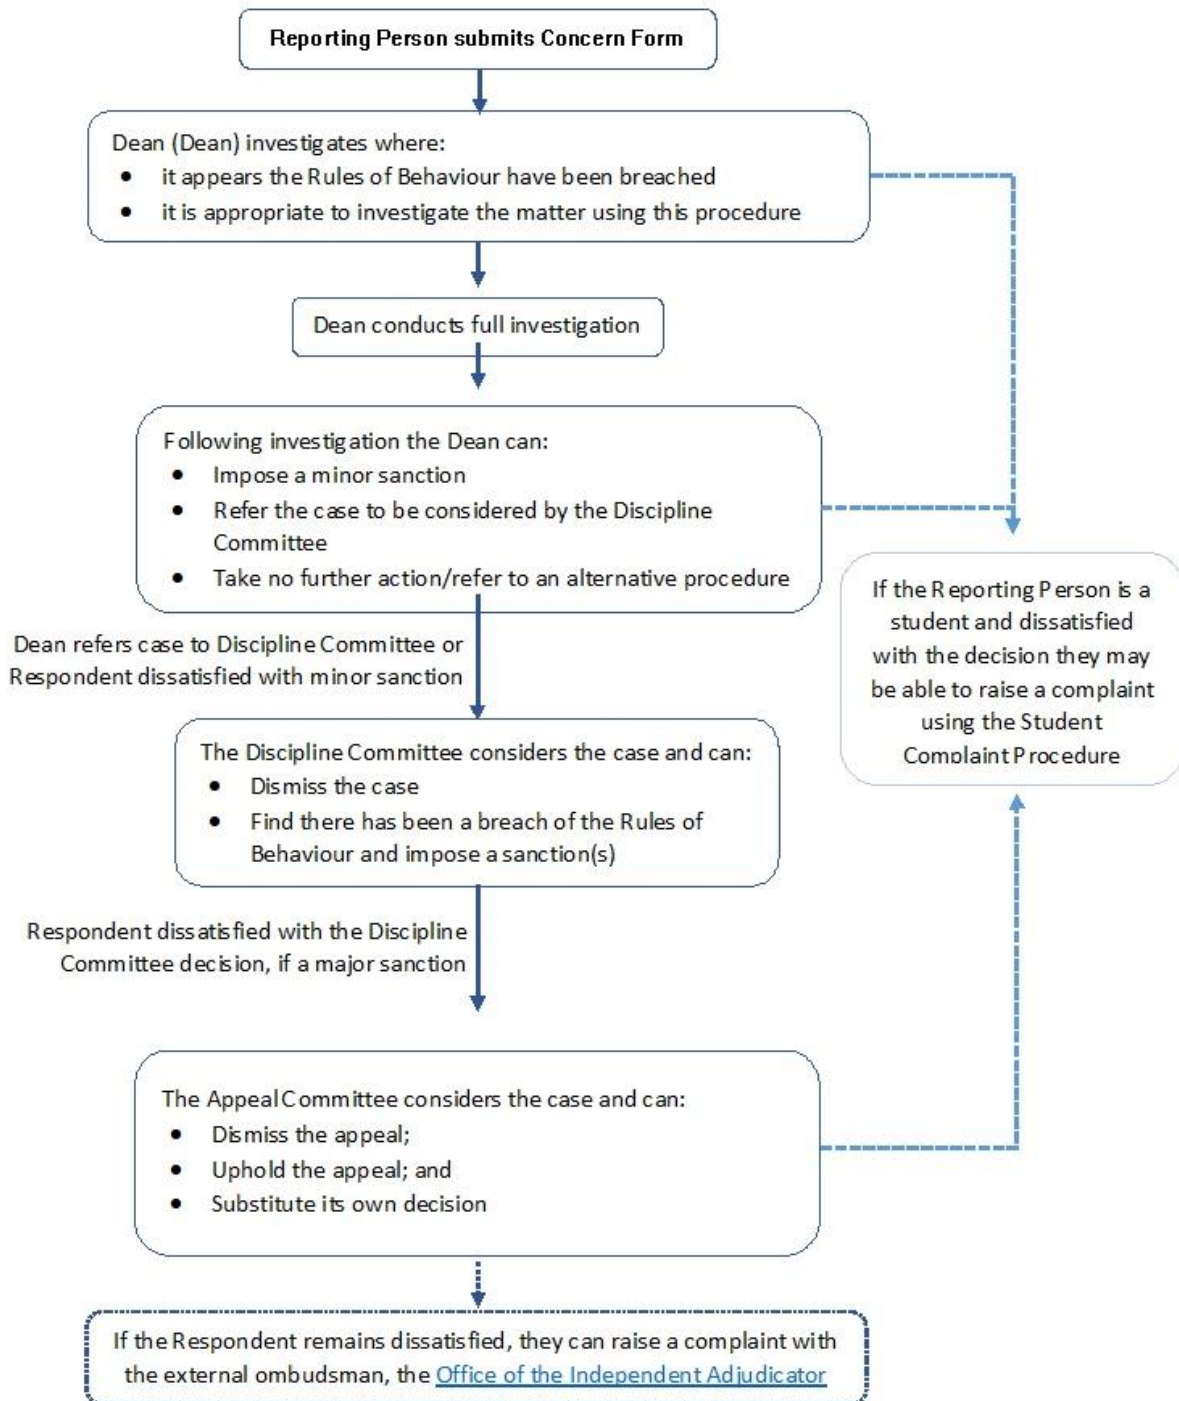 Reporting Person submits Concern Form
Dean (Dean) investigates where:
• it appears the Rules of Behaviour have been breached
• it is appropriate to investigate the matter using this procedure
Dean conducts full investigation
Following investigation the Dean can:
• Impose a minor sanction
• Refer the case to be considered by the Discipline
Committee
• Take no further action/refer to an alternative procedure
If the Reporting Person is a
student and dissatisfied
with the decision they may
be able to raise a complaint
using the Student
Complaint Procedure
Dean refers case to Discipline Committee or
Respondent dissatisfied with minor sanction
The Discipline Committee considers the case and can:
• Dismiss the case
• Find there has been a breach of the Rules of
Behaviour and impose a sanction(s)
Respondent dissatisfied with the Discipline
Committee decision, if a major sanction
The Appeal Committee considers the case and can:
• Dismiss the appeal;
• Uphold the appeal; and
• Substitute its own decision
If the Respondent remains dissatisfied, they can raise a complaint with
the external ombudsman, the Office of the Independent Adjudicator